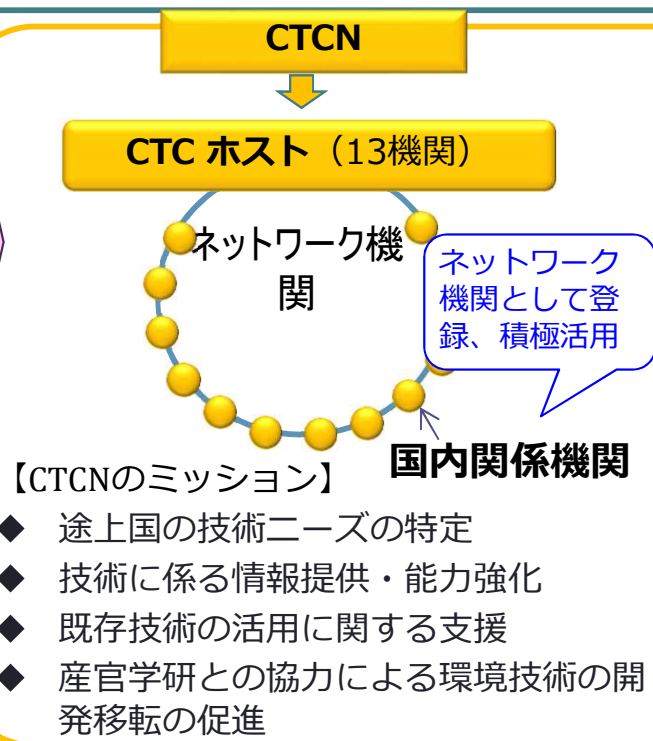 CTCN
CTC ホスト（13機関）
ネットワーク機
関
ネットワーク
機関として登
録、積極活用
国内関係機関
【CTCNのミッション】
◆ 途上国の技術ニーズの特定
◆ 技術に係る情報提供・能力強化
◆ 既存技術の活用に関する支援
◆ 産官学研との協力による環境技術の開
発移転の促進